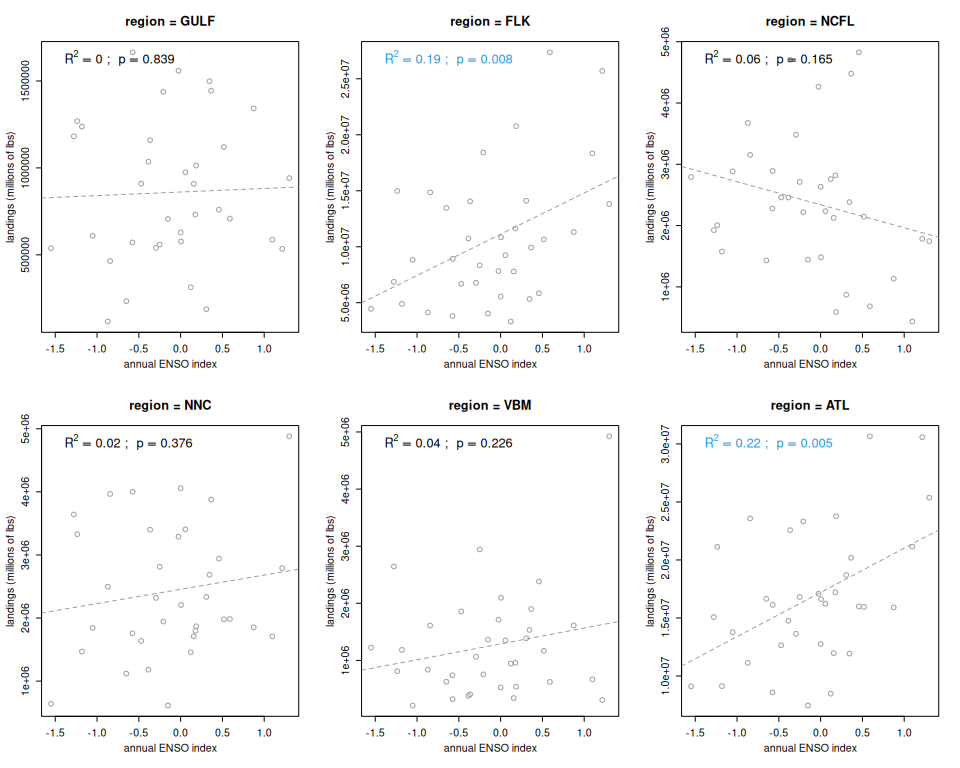 region = GULF
R2 = 0 ; p = 0.839
landings (millions of lbs)
1500000
1000000
500000
-1.5 -1.0 -0.5 0.0 0.5 1.0
annual ENSO index
region = FLK
R2 = 0.19 ; p = 0.008
landings (millions of lbs)
2.5e+07
2.0e+07
1.5e+07
1.0e+07
5.0e+06
-1.5 -1.0 -0.5 0.0 0.5 1.0
annual ENSO index
region = NCFL
R2 = 0.06 ; p = 0.165
landings (millions of lbs)
5e+06
4e+06
3e+06
2e+06
1e+06
-1.5 -1.0 -0.5 0.0 0.5 1.0
annual ENSO index
region = NNC
R2 = 0.02 ; p = 0.376
landings (millions of lbs)
5e+06
4e+06
3e+06
2e+06
1e+06
-1.5 -1.0 -0.5 0.0 0.5 1.0
annual ENSO index
region = VBM
R2 = 0.04 ; p = 0.226
landings (millions of lbs)
5e+06
4e+06
3e+06
2e+06
1e+06
-1.5 -1.0 -0.5 0.0 0.5 1.0
annual ENSO index
region = ATL
R2 = 0.22 ; p = 0.005
landings (millions of lbs)
3.0e+07
2.5e+07
2.0e+07
1.5e+07
1.0e+07
-1.5 -1.0 -0.5 0.0 0.5 1.0
annual ENSO index